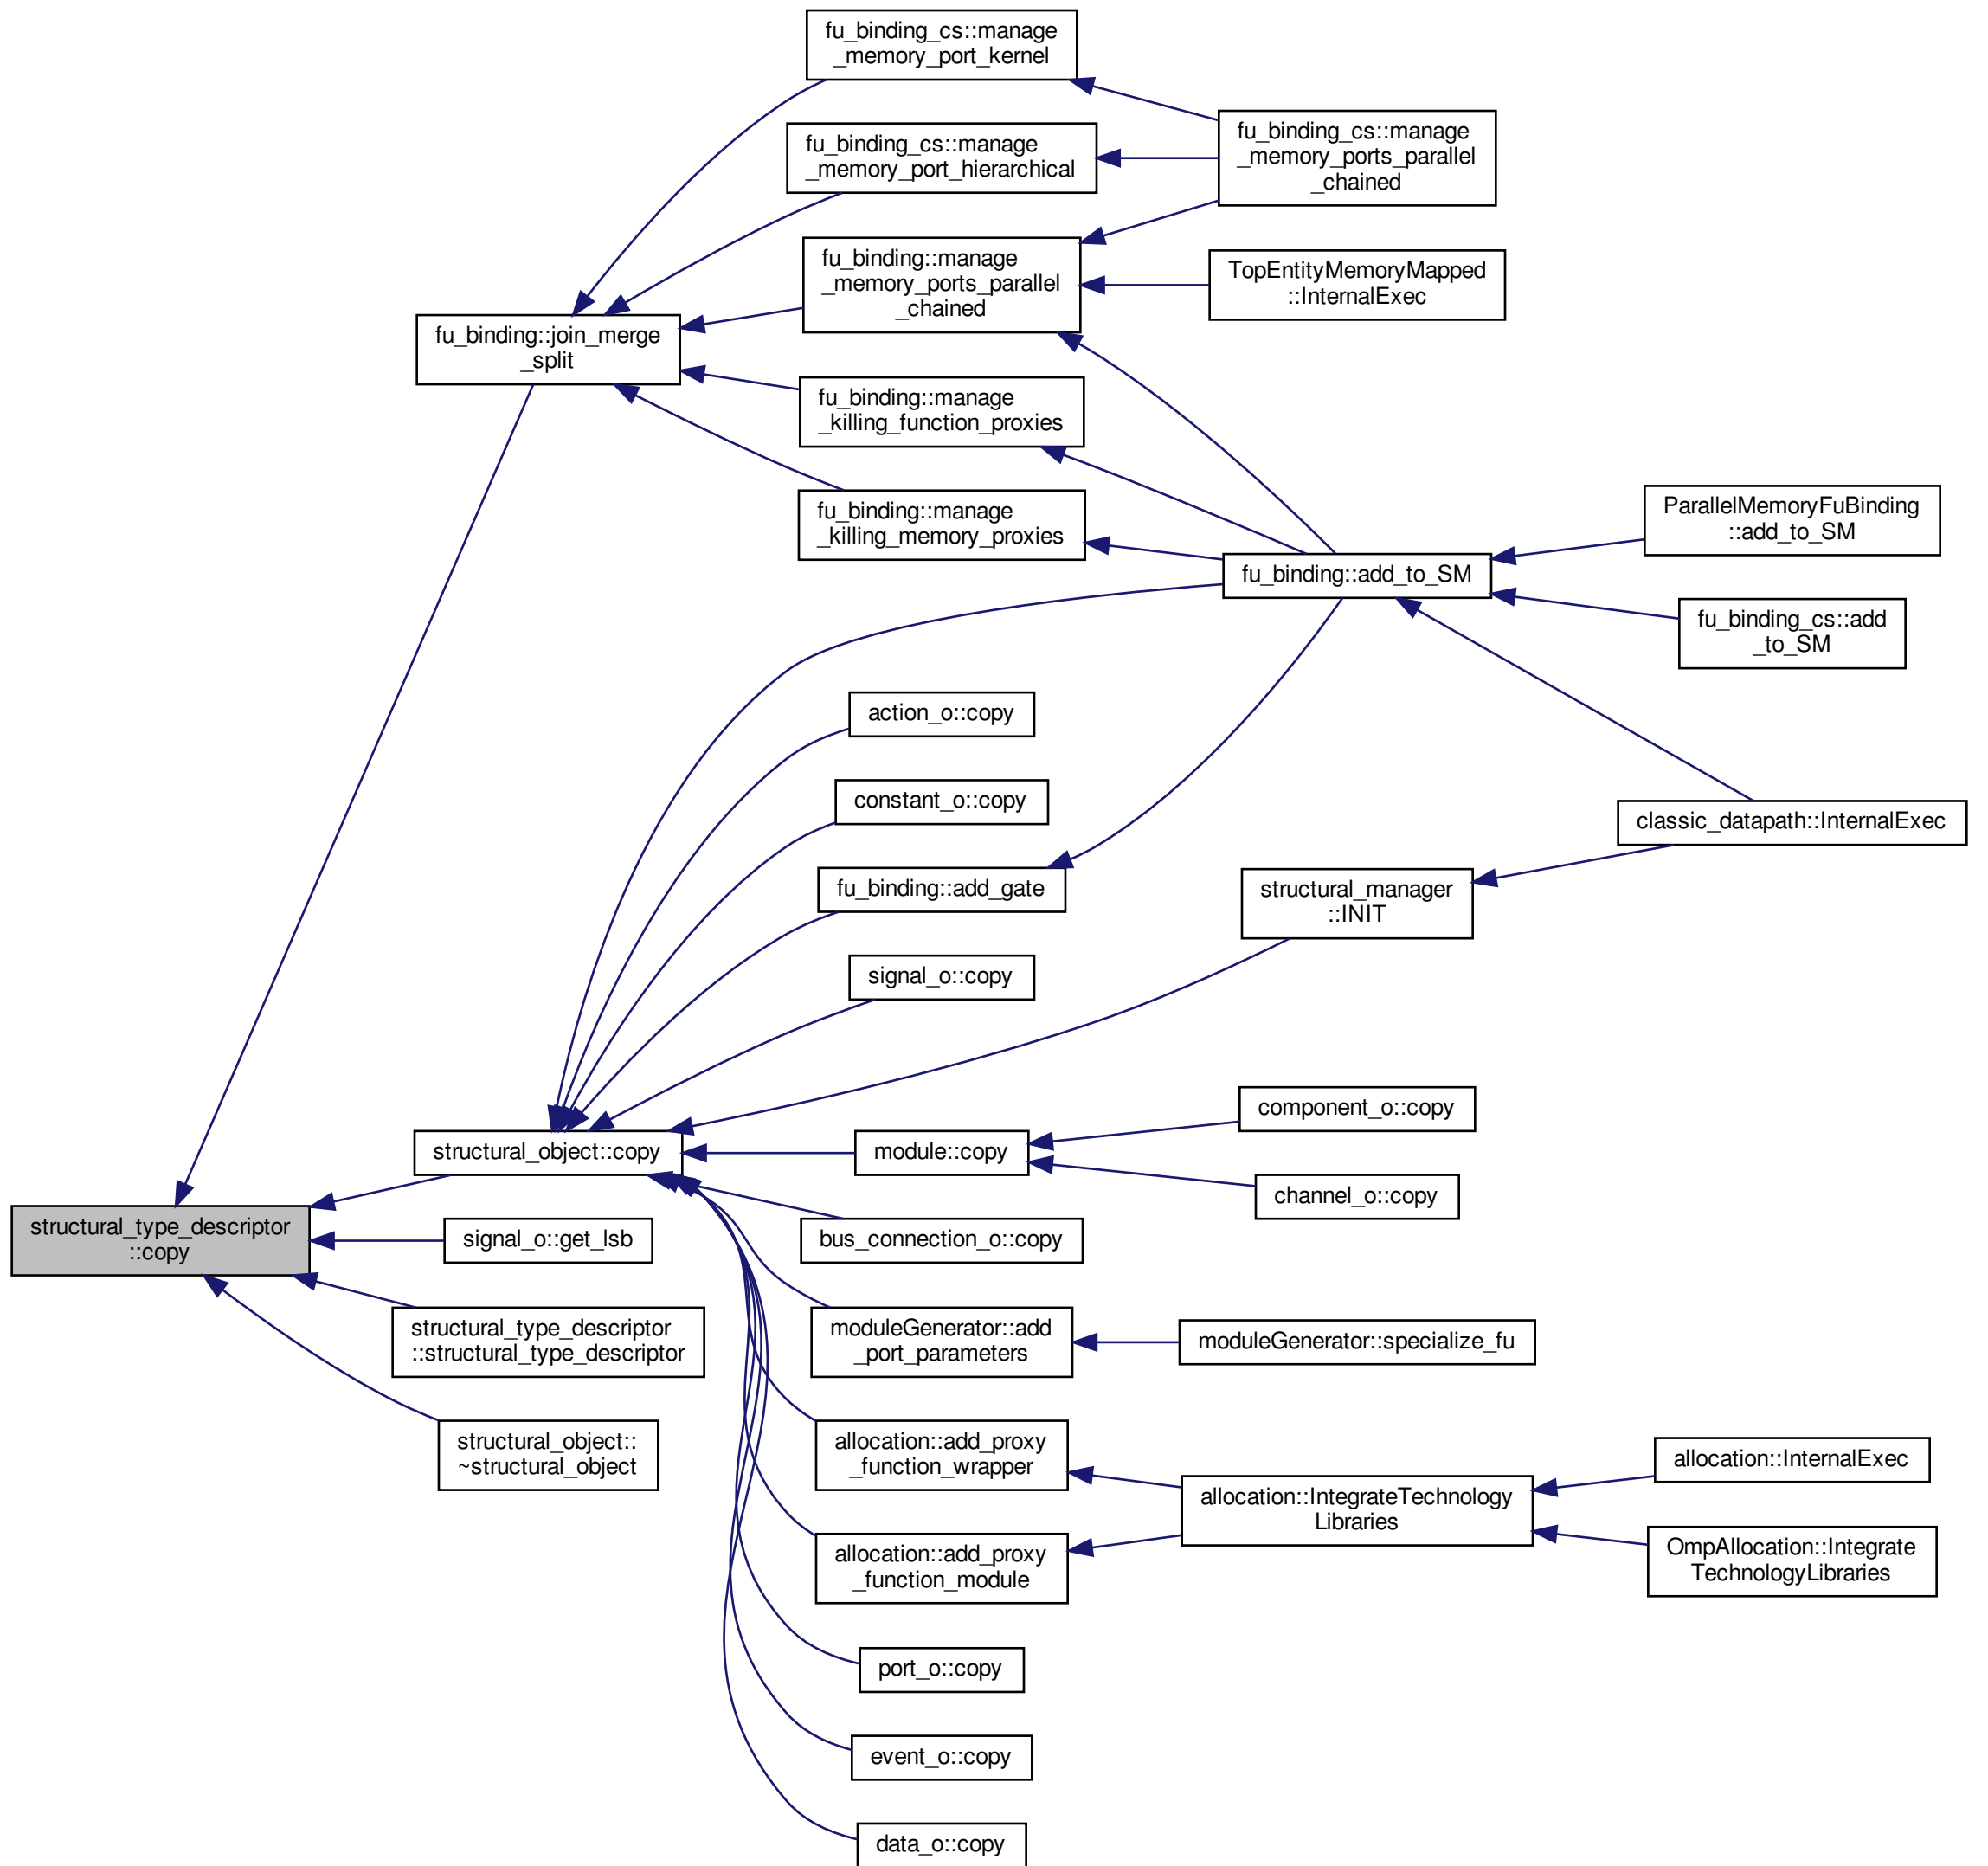 fu_binding_cs::manage
_memory_port_kernel
fu_binding_cs::manage
_memory_port_hierarchical
fu_binding_cs::manage
_memory_ports_parallel
_chained
fu_binding::manage
_memory_ports_parallel
_chained
TopEntityMemoryMapped
::InternalExec
fu_binding::join_merge
_split
fu_binding::manage
_killing_function_proxies
fu_binding::manage
_killing_memory_proxies
ParallelMemoryFuBinding
::add_to_SM
fu_binding::add_to_SM
fu_binding_cs::add
_to_SM
action_o::copy
constant_o::copy
classic_datapath::InternalExec
fu_binding::add_gate
structural_manager
::INIT
signal_o::copy
component_o::copy
structural_object::copy
module::copy
channel_o::copy
structural_type_descriptor
::copy
signal_o::get_lsb
bus_connection_o::copy
structural_type_descriptor
::structural_type_descriptor
moduleGenerator::add
_port_parameters
moduleGenerator::specialize_fu
structural_object::
~structural_object
allocation::add_proxy
_function_wrapper
allocation::IntegrateTechnology
Libraries
allocation::InternalExec
allocation::add_proxy
_function_module
OmpAllocation::Integrate
TechnologyLibraries
port_o::copy
event_o::copy
data_o::copy